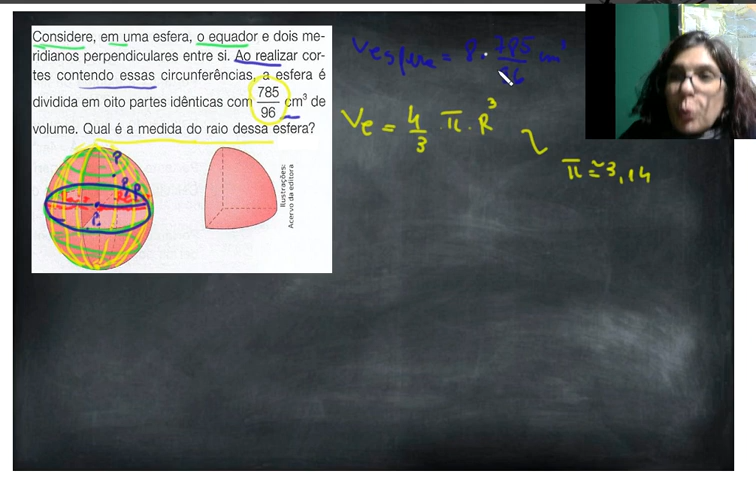 Considere, em uma esfera, o equador e dois me-
ridianos perpendiculares entre si. Ao realizar cor-
tes contendo essas circunferências, a esfera é
dividida em oito partes idênticas com 785/96 cm³ de
volume. Qual é a medida do raio dessa esfera?
Ilustrações:
Acervo da editora
Vesfera = 8 · 785/96 cm³
Ve = 4/3 · π · R³
π ≅ 3,14